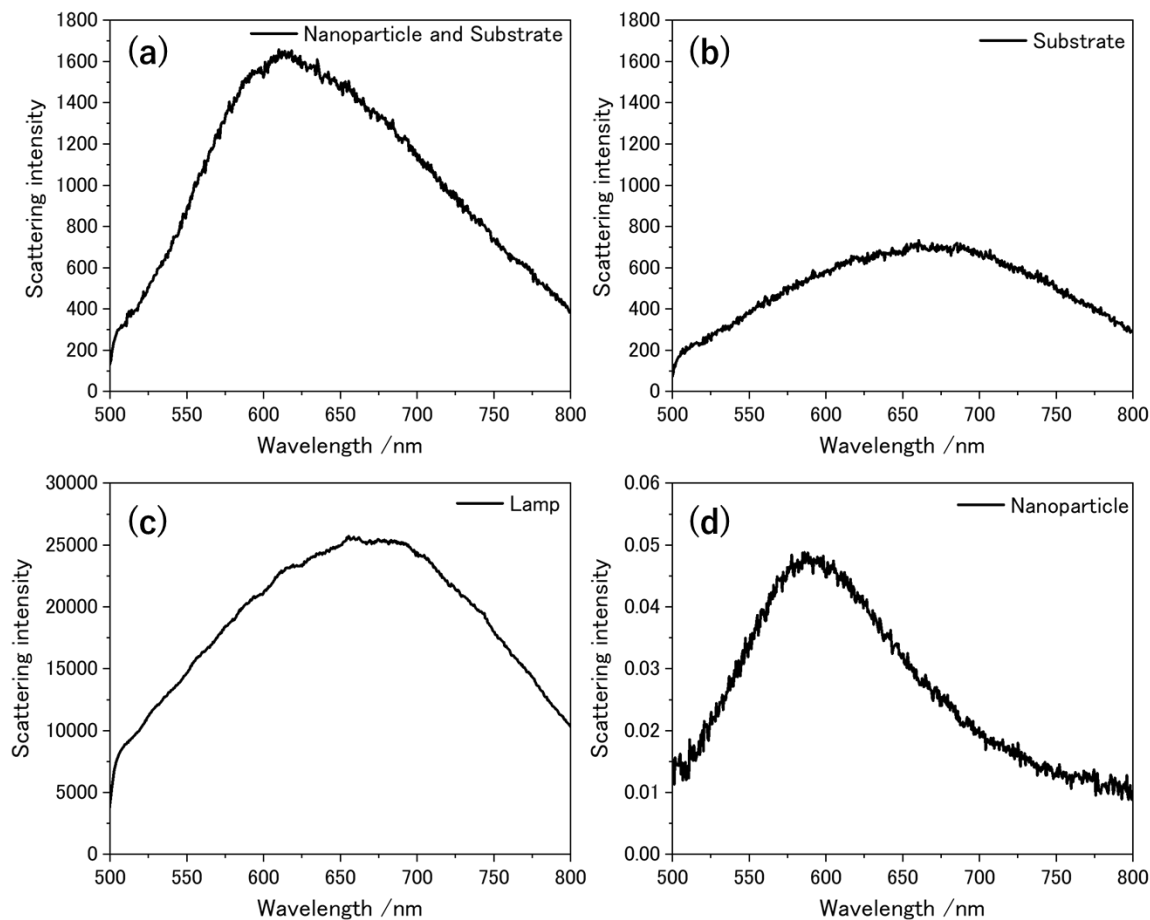 (a)
Nanoparticle and Substrate
1800
1600
1400
1200
1000
800
600
400
200
0
Scattering intensity
500 550 600 650 700 750 800
Wavelength /nm
(b)
Substrate
1800
1600
1400
1200
1000
800
600
400
200
0
Scattering intensity
500 550 600 650 700 750 800
Wavelength /nm
(c)
Lamp
30000
25000
20000
15000
10000
5000
0
Scattering intensity
500 550 600 650 700 750 800
Wavelength /nm
(d)
Nanoparticle
0.06
0.05
0.04
0.03
0.02
0.01
0.00
Scattering intensity
500 550 600 650 700 750 800
Wavelength /nm